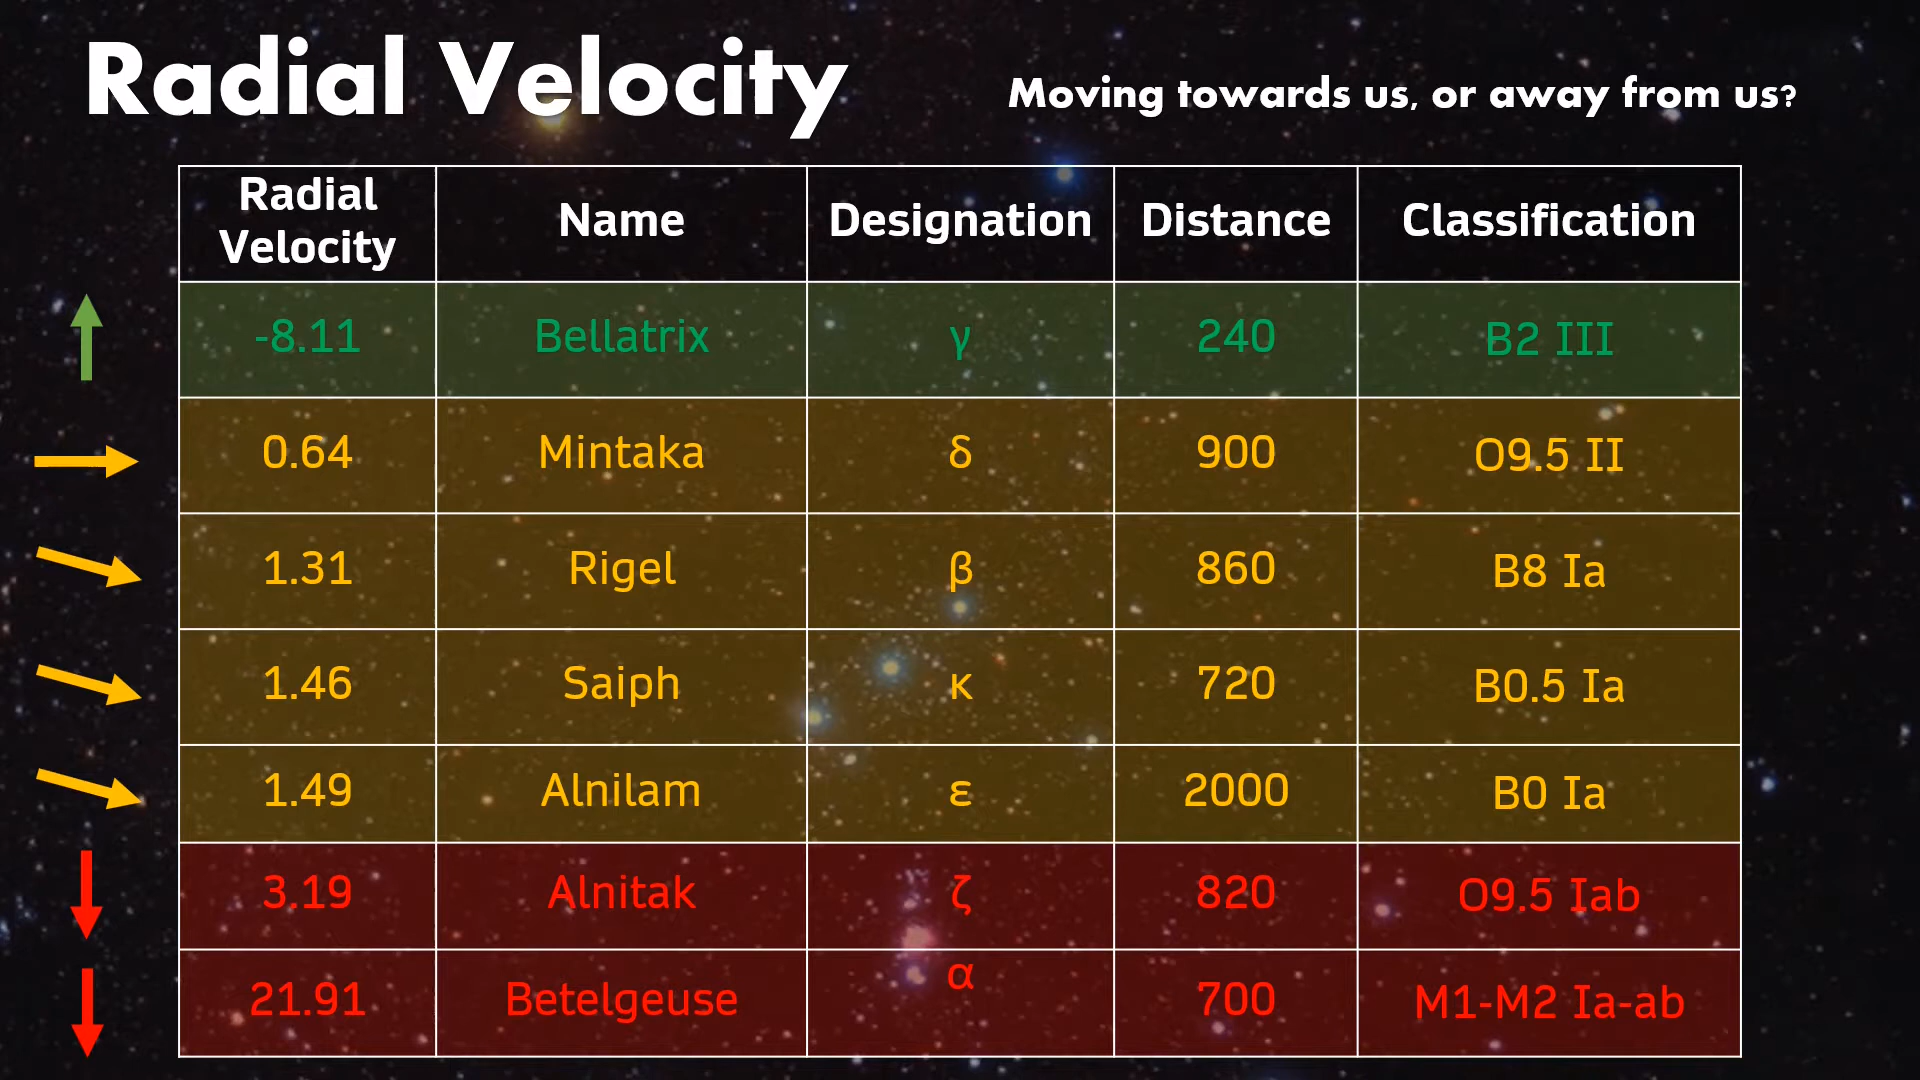 Radial Velocity
Moving towards us, or away from us?
Radial Velocity Name Designation Distance Classification
-8.11 Bellatrix γ 240 B2 III
0.64 Mintaka δ 900 O9.5 II
1.31 Rigel β 860 B8 Ia
1.46 Saiph κ 720 B0.5 Ia
1.49 Alnilam ε 2000 B0 Ia
3.19 Alnitak ζ 820 O9.5 Iab
21.91 Betelgeuse α 700 M1-M2 Ia-ab